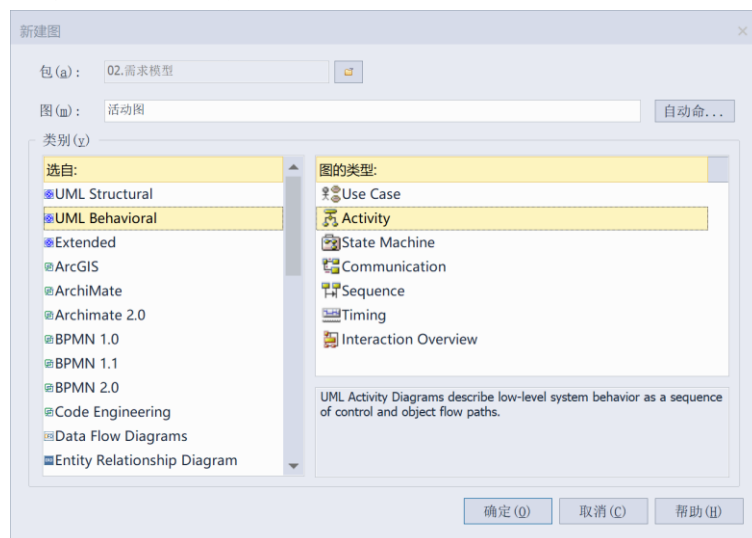 新建图
包(a):
02.需求模型
图(m):
活动图
自动命...
类别(y)
选自:
UML Structural
UML Behavioral
Extended
ArcGIS
ArchiMate
Archimate 2.0
BPMN 1.0
BPMN 1.1
BPMN 2.0
Code Engineering
Data Flow Diagrams
Entity Relationship Diagram
图的类型:
Use Case
Activity
State Machine
Communication
Sequence
Timing
Interaction Overview
UML Activity Diagrams describe low-level system behavior as a sequence
of control and object flow paths.
确定(O)
取消(C)
帮助(H)